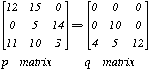 [12 15 0] = [0 0 0]
[0 5 14] = [0 10 0]
[11 10 3] = [4 5 12]
p matrix q matrix